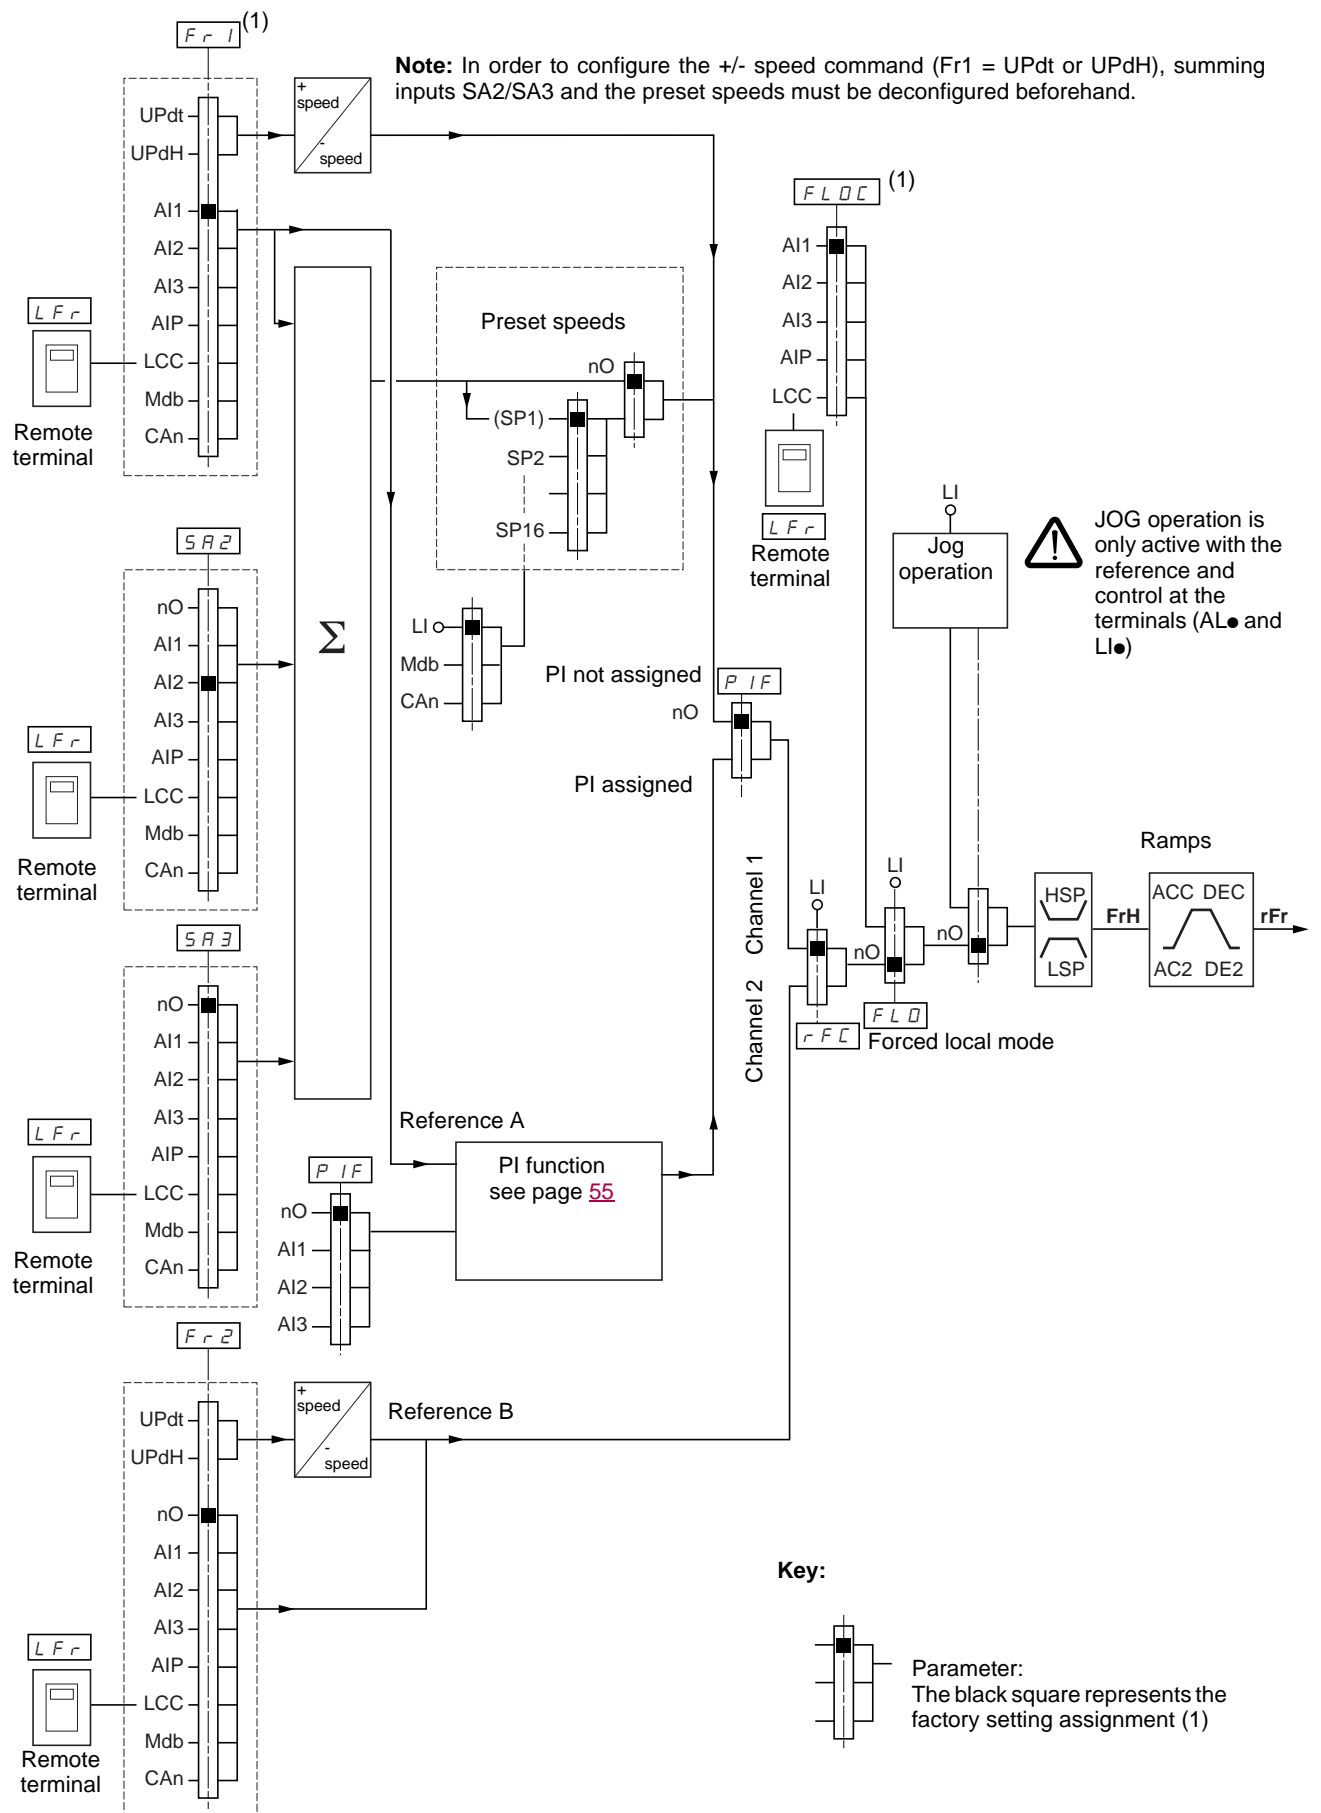 Fr1 (1)
Note: In order to configure the +/- speed command (Fr1 = UPdt or UPdH), summing
inputs SA2/SA3 and the preset speeds must be deconfigured beforehand.
UPdt
UPdH
AI1
AI2
AI3
AIP
LCC
Mdb
CAn
+
speed
-
speed
LFr
Remote
terminal
Preset speeds
nO
(SP1)
SP2
SP16
LI
Mdb
CAn
FLOC (1)
AI1
AI2
AI3
AIP
LCC
LFr
Remote
terminal
LI
Jog
operation
JOG operation is
only active with the
reference and
control at the
terminals (AL● and
LI●)
SA2
nO
AI1
AI2
AI3
AIP
LCC
Mdb
CAn
LFr
Remote
terminal
Σ
PI not assigned
PIF
nO
PI assigned
Channel 1
Channel 2
LI
nO
rFC
LI
nO
FLO
Forced local mode
HSP
LSP
FrH
Ramps
ACC DEC
AC2 DE2
rFr
SA3
nO
AI1
AI2
AI3
AIP
LCC
Mdb
CAn
LFr
Remote
terminal
Reference A
PI function
see page 55
PIF
nO
AI1
AI2
AI3
Fr2
UPdt
UPdH
nO
AI1
AI2
AI3
AIP
LCC
Mdb
CAn
+
speed
-
speed
Reference B
LFr
Remote
terminal
Key:
Parameter:
The black square represents the
factory setting assignment (1)